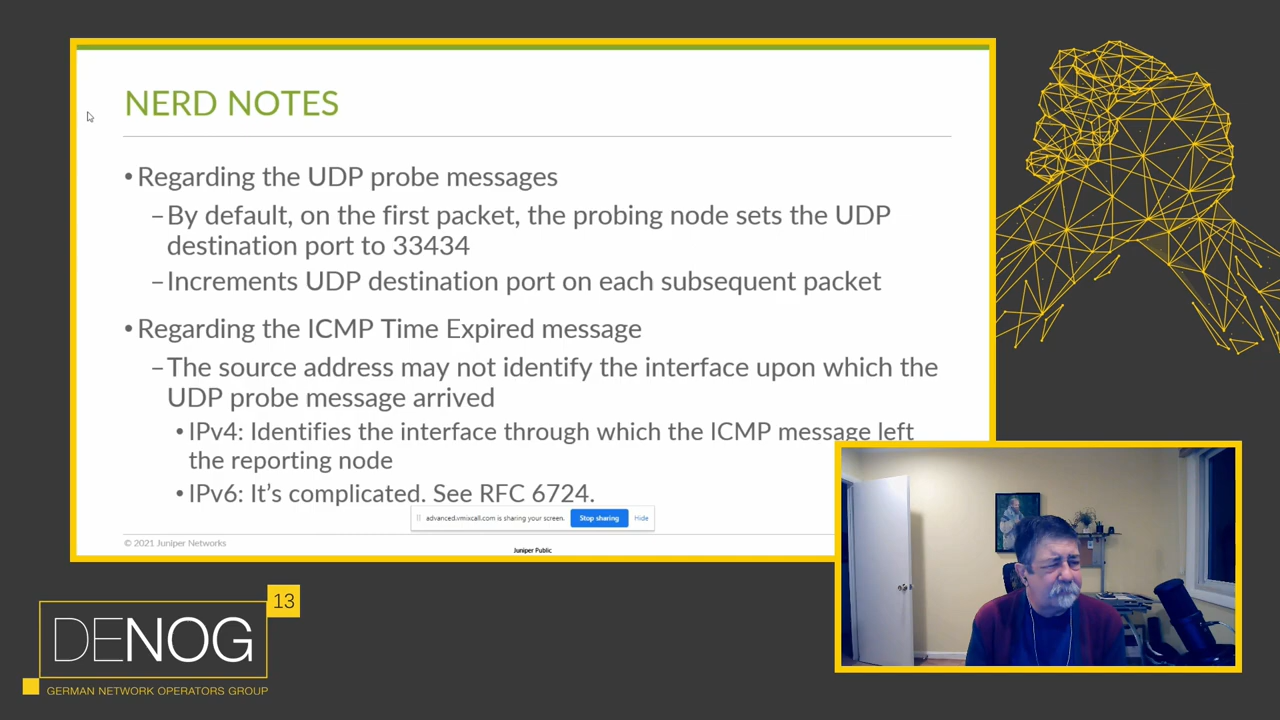 NERD NOTES
• Regarding the UDP probe messages
–By default, on the first packet, the probing node sets the UDP
destination port to 33434
–Increments UDP destination port on each subsequent packet
• Regarding the ICMP Time Expired message
–The source address may not identify the interface upon which the
UDP probe message arrived
• IPv4: Identifies the interface through which the ICMP message left
the reporting node
• IPv6: It's complicated. See RFC 6724.
advanced.vmixcall.com is sharing your screen. Stop sharing Hide
© 2021 Juniper Networks
Juniper Public
13
DENOG
GERMAN NETWORK OPERATORS GROUP